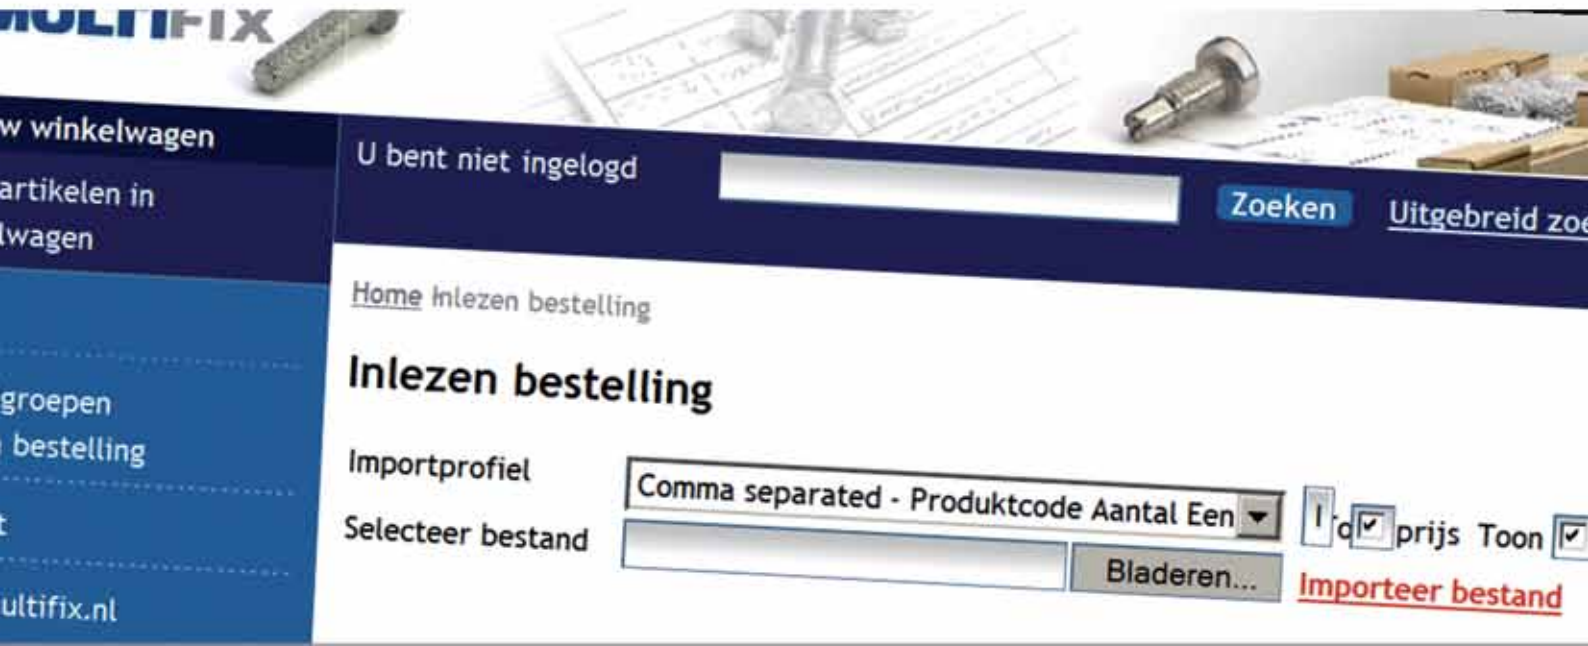 MULTIFIX
w winkelwagen
artikelen in
lwagen
groepen
bestelling
t
ultifix.nl
U bent niet ingelogd
Zoeken
Uitgebreid zoe
Home Inlezen bestelling
Inlezen bestelling
Importprofiel
Comma separated - Produktcode Aantal Een
prijs Toon
Selecteer bestand
Bladeren...
Importeer bestand